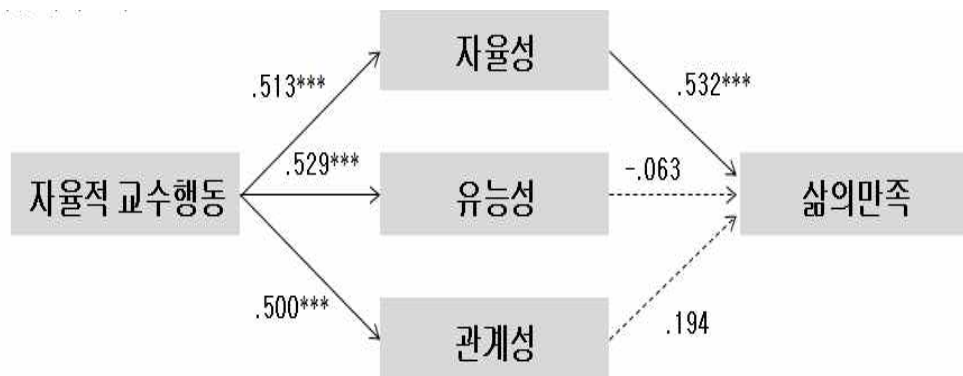 자율성
.513***
.532***
자율적 교수행동
.529***
유능성
-.063
삶의만족
.500***
관계성
.194